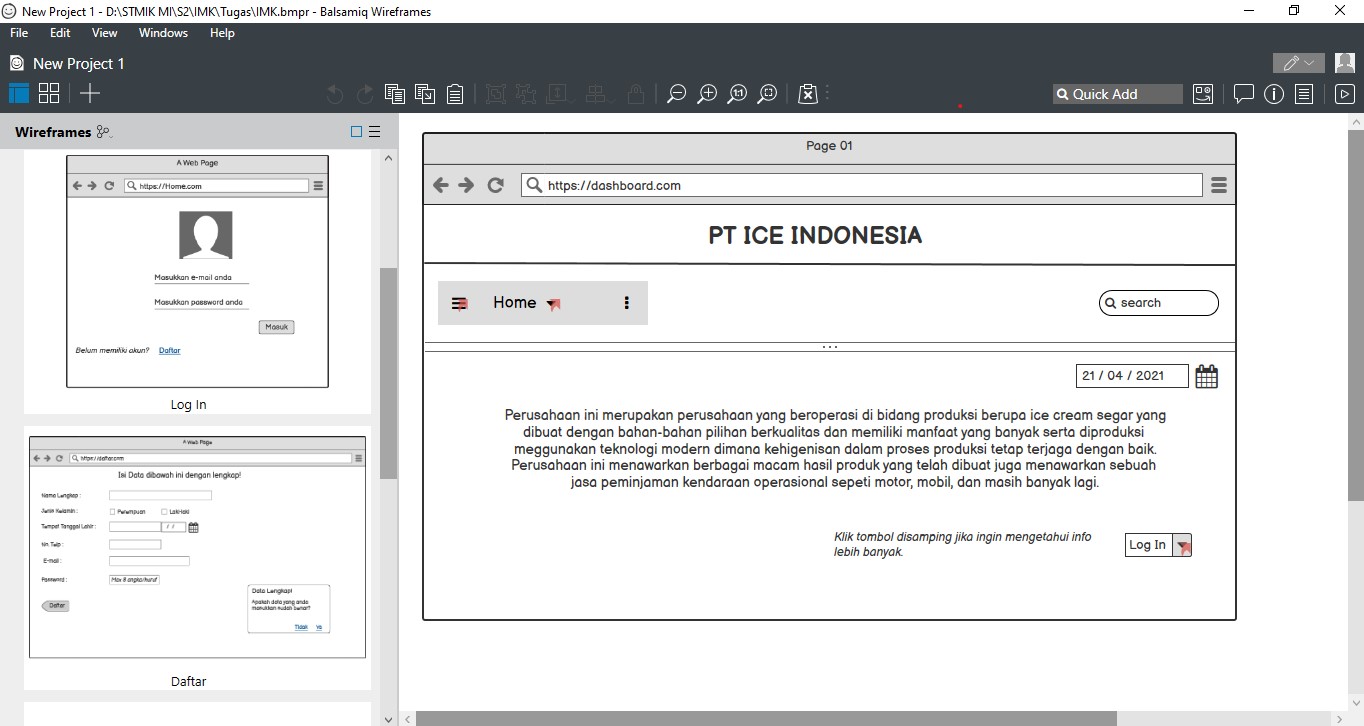 New Project 1 - D:\STMIK MI\S2\IMK\Tugas\IMK.bmpr - Balsamiq Wireframes
File Edit View Windows Help
New Project 1
1:1
Quick Add
Wireframes
A Web Page
https://Home.com
Masukkan e-mail anda
Masukkan password anda
Masuk
Belum memiliki akun? Daftar
Log In
A Web Page
https://daftar.com
Isi Data dibawah ini dengan lengkap!
Nama Lengkap :
Jenis Kelamin : Perempuan Laki-laki
Tempat Tanggal Lahir : / /
No. Telp :
E-mail :
Password : Max 8 angka/huruf
Daftar
Data Lengkap!
Apakah data yang anda
masukkan sudah benar?
Tidak Ya
Daftar
Page 01
https://dashboard.com
PT ICE INDONESIA
Home
search
21 / 04 / 2021
Perusahaan ini merupakan perusahaan yang beroperasi di bidang produksi berupa ice cream segar yang
dibuat dengan bahan-bahan pilihan berkualitas dan memiliki manfaat yang banyak serta diproduksi
meggunakan teknologi modern dimana kehigenisan dalam proses produksi tetap terjaga dengan baik.
Perusahaan ini menawarkan berbagai macam hasil produk yang telah dibuat juga menawarkan sebuah
jasa peminjaman kendaraan operasional sepeti motor, mobil, dan masih banyak lagi.
Klik tombol disamping jika ingin mengetahui info
lebih banyak.
Log In